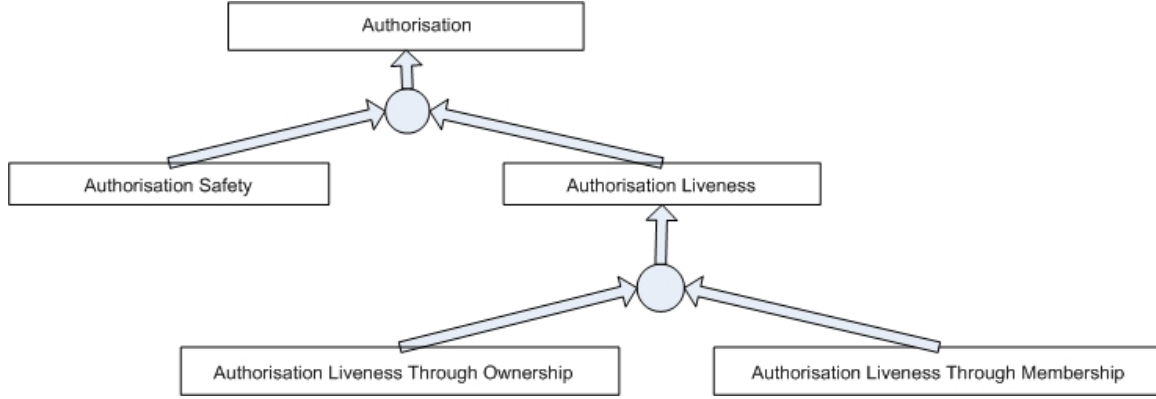 Authorisation
Authorisation Safety
Authorisation Liveness
Authorisation Liveness Through Ownership
Authorisation Liveness Through Membership